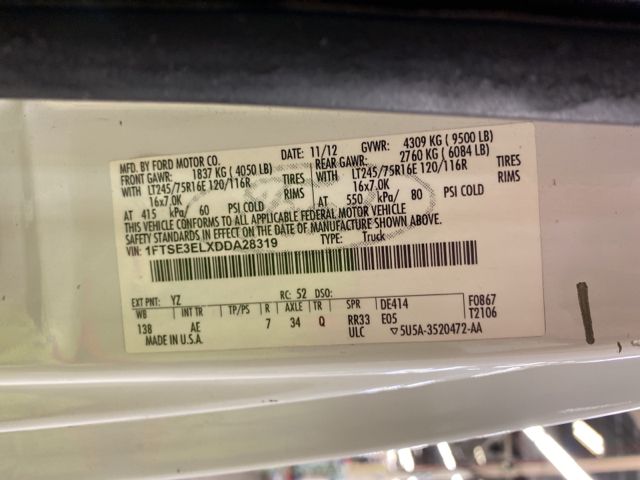 MFD. BY FORD MOTOR CO.
DATE: 11/12 GVWR: 4309 KG (9500 LB)
FRONT GAWR: 1837 KG (4050 LB) REAR GAWR: 2760 KG (6084 LB)
WITH LT245/75R16E 120/116R TIRES WITH LT245/75R16E 120/116R TIRES
16x7.0K RIMS 16x7.0K RIMS
AT 415 kPa/ 60 PSI COLD AT 550 kPa/ 80 PSI COLD
THIS VEHICLE CONFORMS TO ALL APPLICABLE FEDERAL MOTOR VEHICLE
SAFETY STANDARDS IN EFFECT ON THE DATE OF MANUFACTURE SHOWN ABOVE.
VIN: 1FTSE3ELXDDA28319 TYPE: Truck
EXT PNT: YZ RC: 52 DSO:
WB INT TR TP/PS R AXLE TR SPR DE414 F0867
138 AE 7 34 Q RR33 E05 T2106
MADE IN U.S.A. ULC ▽5U5A-3520472-AA